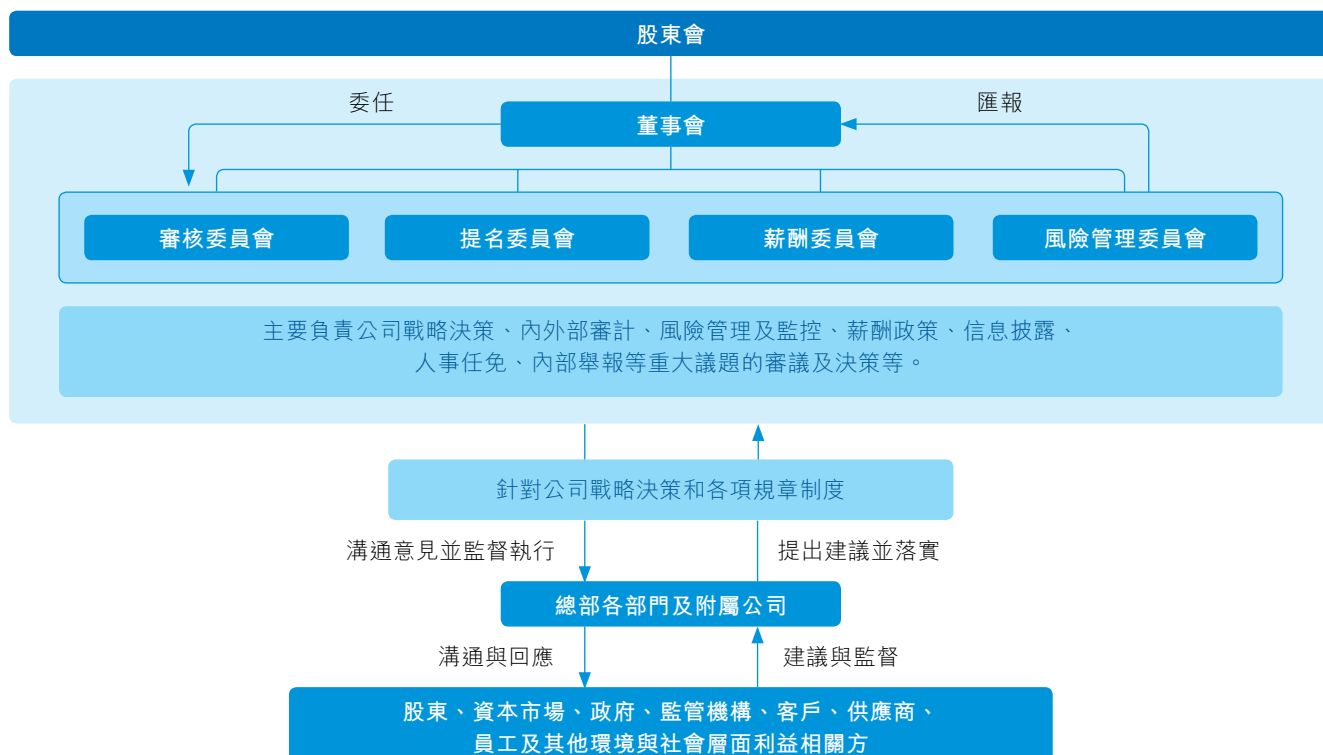 股東會
委任
匯報
董事會
審核委員會
提名委員會
薪酬委員會
風險管理委員會
主要負責公司戰略決策、內外部審計、風險管理及監控、薪酬政策、信息披露、
人事任免、內部舉報等重大議題的審議及決策等。
針對公司戰略決策和各項規章制度
溝通意見並監督執行
提出建議並落實
總部各部門及附屬公司
溝通與回應
建議與監督
股東、資本市場、政府、監管機構、客戶、供應商、
員工及其他環境與社會層面利益相關方